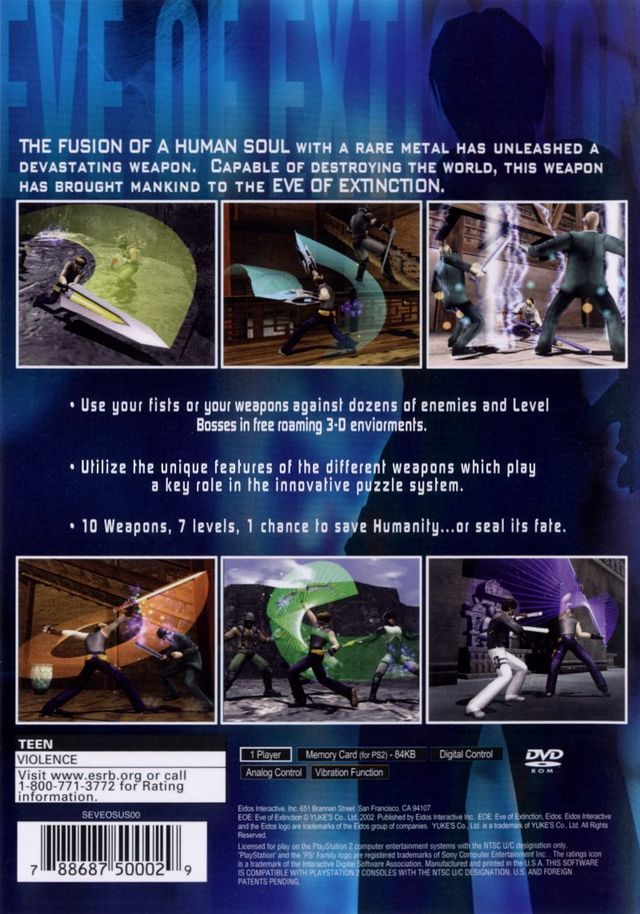 EVE OF EXTINCTION
THE FUSION OF A HUMAN SOUL WITH A RARE METAL HAS UNLEASHED A
DEVASTATING WEAPON. CAPABLE OF DESTROYING THE WORLD, THIS WEAPON
HAS BROUGHT MANKIND TO THE EVE OF EXTINCTION.
• Use your fists or your weapons against dozens of enemies and Level
Bosses in free roaming 3-D enviorments.
• Utilize the unique features of the different weapons which play
a key role in the innovative puzzle system.
• 10 Weapons, 7 levels, 1 chance to save Humanity...or seal its fate.
TEEN
VIOLENCE
Visit www.esrb.org or call
1-800-771-3772 for Rating
information.
SEVEOSUS00
7 88687 50002 9
1 Player
Memory Card (for PS2) - 84KB
Digital Control
Analog Control
Vibration Function
DVD
ROM
Eidos Interactive, Inc. 651 Brannan Street San Francisco, CA 94107
EOE: Eve of Extinction © YUKE'S Co., Ltd. 2002. Published by Eidos Interactive Inc. EOE: Eve of Extinction, Eidos, Eidos Interactive
and the Eidos logo are trademarks of the Eidos group of companies. YUKE'S Co., Ltd. is a trademark of YUKE'S Co., Ltd. All Rights
Reserved.
Licensed for play on the PlayStation 2 computer entertainment systems with the NTSC U/C designation only.
"PlayStation" and the "PS" Family logo are registered trademarks of Sony Computer Entertainment Inc. The ratings icon
is a trademark of the Interactive Digital Software Association. Manufactured and printed in the U.S.A. THIS SOFTWARE
IS COMPATIBLE WITH PLAYSTATION 2 CONSOLES WITH THE NTSC U/C DESIGNATION. U.S. AND FOREIGN
PATENTS PENDING.